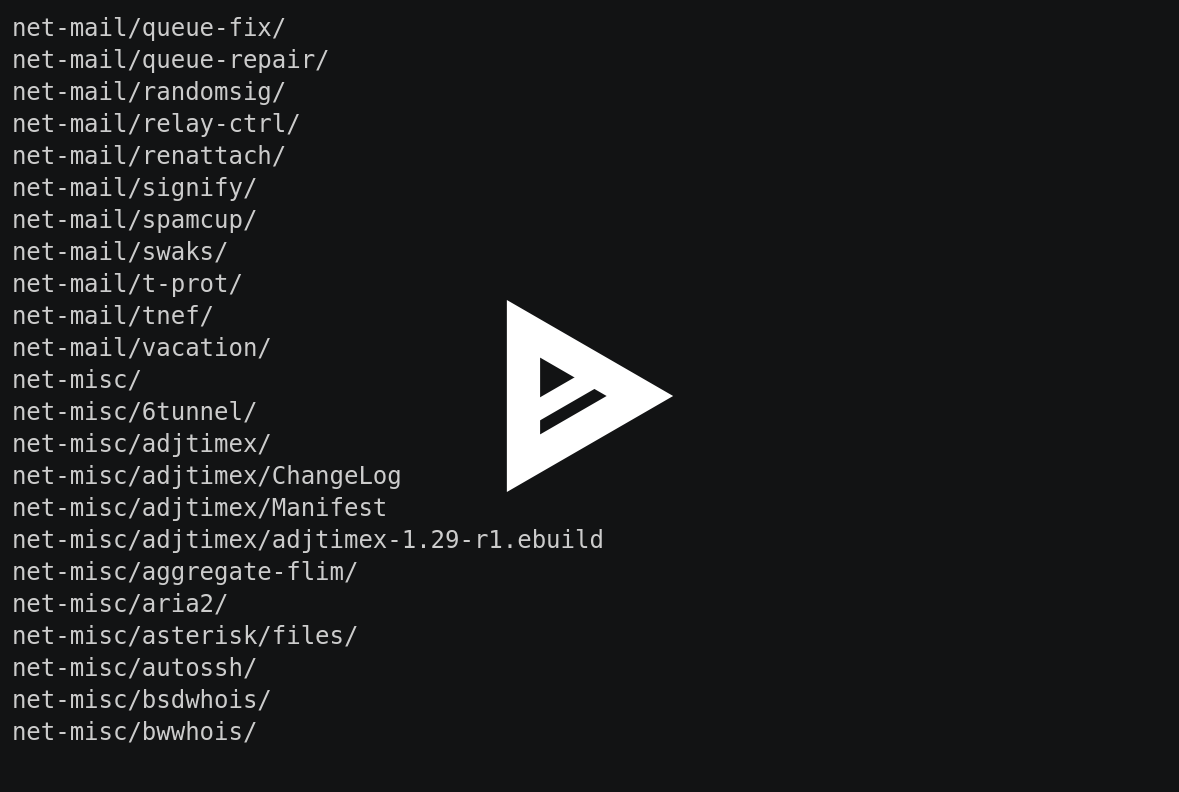 net-mail/queue-fix/
net-mail/queue-repair/
net-mail/randomsig/
net-mail/relay-ctrl/
net-mail/renattach/
net-mail/signify/
net-mail/spamcup/
net-mail/swaks/
net-mail/t-prot/
net-mail/tnef/
net-mail/vacation/
net-misc/
net-misc/6tunnel/
net-misc/adjtimex/
net-misc/adjtimex/ChangeLog
net-misc/adjtimex/Manifest
net-misc/adjtimex/adjtimex-1.29-r1.ebuild
net-misc/aggregate-flim/
net-misc/aria2/
net-misc/asterisk/files/
net-misc/autossh/
net-misc/bsdwhois/
net-misc/bwwhois/